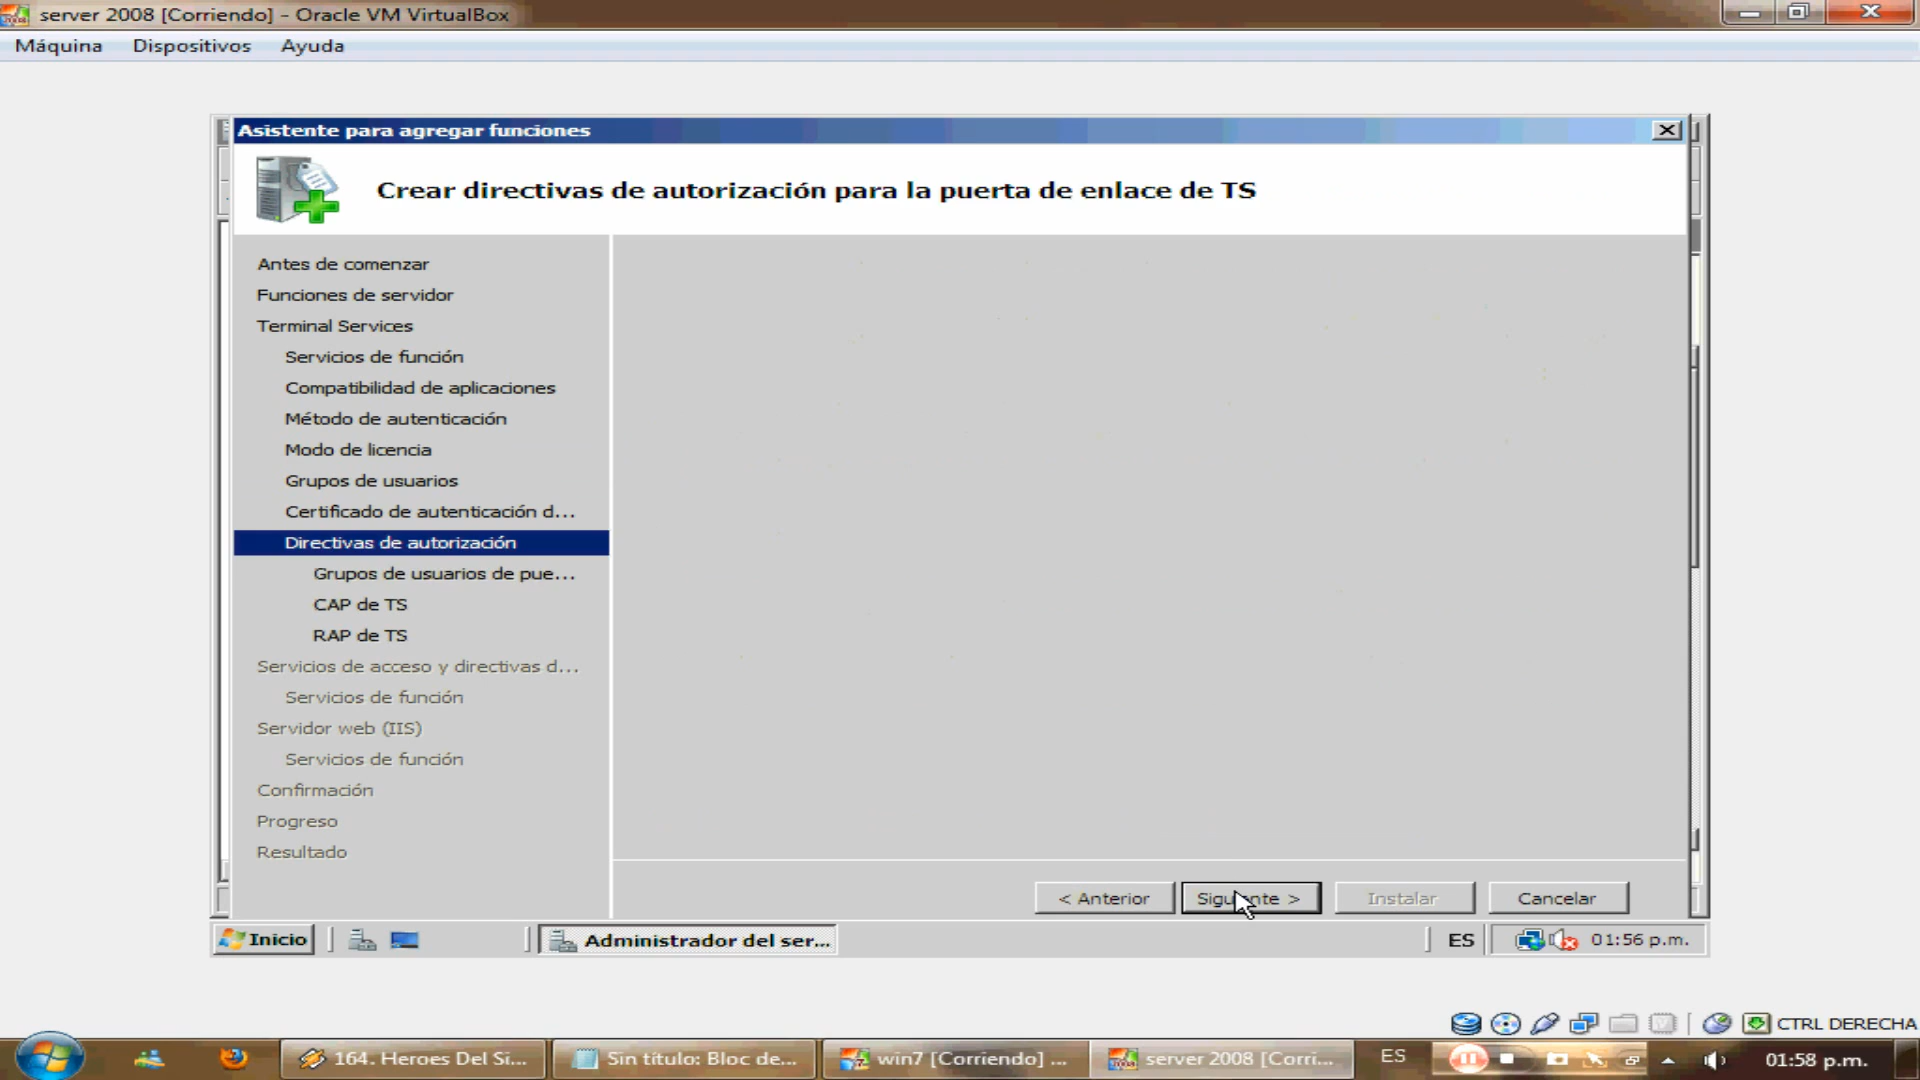 server 2008 [Corriendo] - Oracle VM VirtualBox
Máquina Dispositivos Ayuda
Asistente para agregar funciones
Crear directivas de autorización para la puerta de enlace de TS
Antes de comenzar
Funciones de servidor
Terminal Services
Servicios de función
Compatibilidad de aplicaciones
Método de autenticación
Modo de licencia
Grupos de usuarios
Certificado de autenticación d...
Directivas de autorización
Grupos de usuarios de pue...
CAP de TS
RAP de TS
Servicios de acceso y directivas d...
Servicios de función
Servidor web (IIS)
Servicios de función
Confirmación
Progreso
Resultado
< Anterior Siguiente > Instalar Cancelar
Inicio Administrador del ser... ES 01:56 p.m.
CTRL DERECHA
164. Heroes Del Si... Sin título: Bloc de... win7 [Corriendo] ... server 2008 [Corri... ES 01:58 p.m.